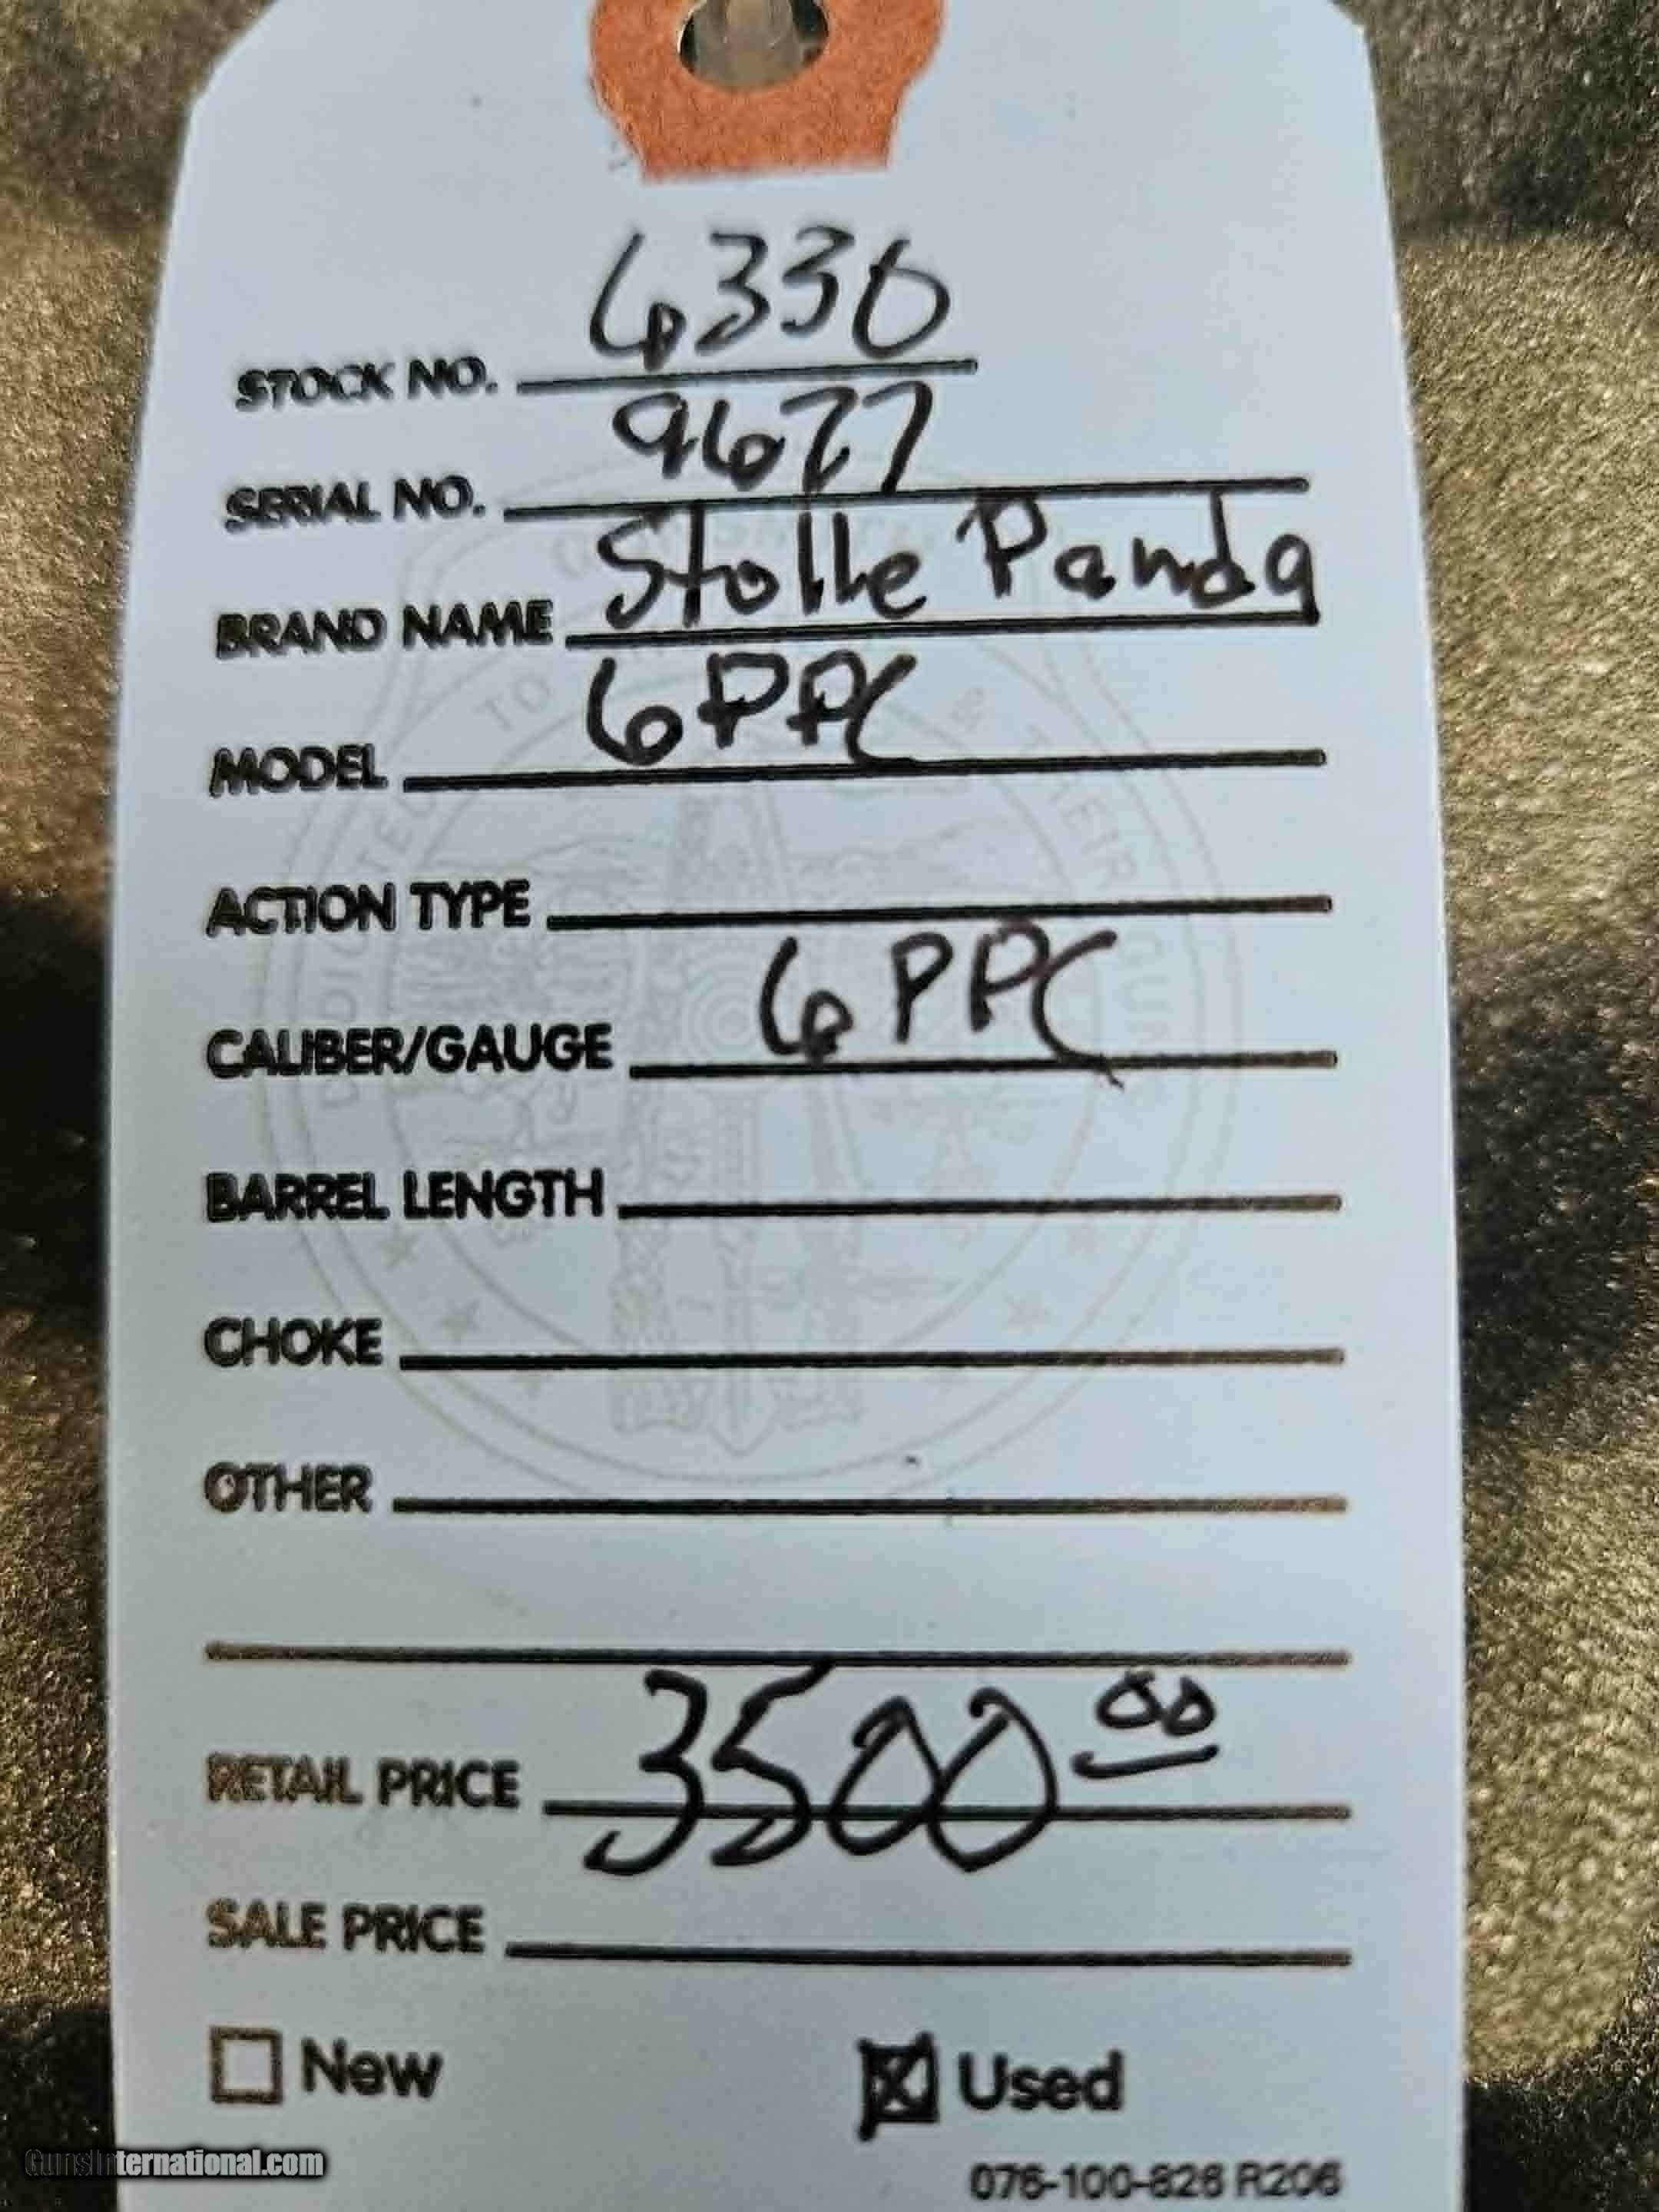 STOCK NO. 6330
SERIAL NO. 9677
BRAND NAME Stolle Panda
MODEL 6PPC
ACTION TYPE
CALIBER/GAUGE 6PPC
BARREL LENGTH
CHOKE
OTHER
RETAIL PRICE 3500.00
SALE PRICE
New ☒ Used
GunsInternational.com
076-100-826 R206